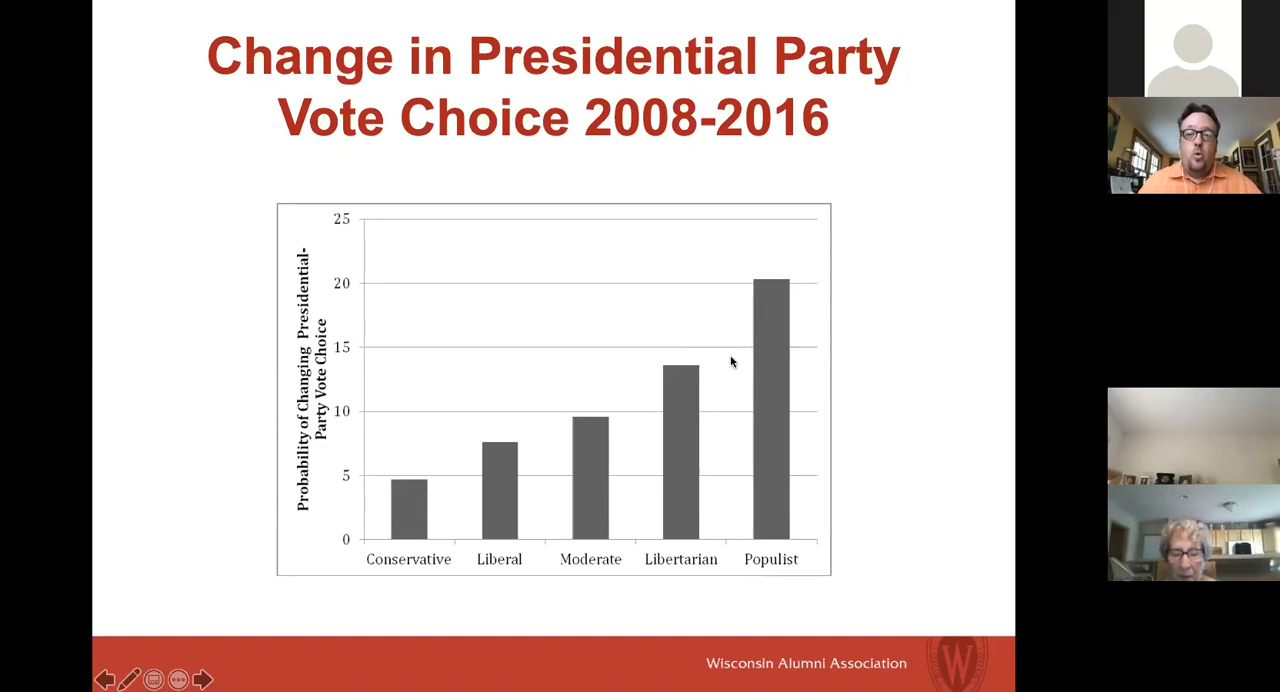 Change in Presidential Party
Vote Choice 2008-2016
Probability of Changing Presidential-
Party Vote Choice
25
20
15
10
5
0
Conservative Liberal Moderate Libertarian Populist
Wisconsin Alumni Association
W